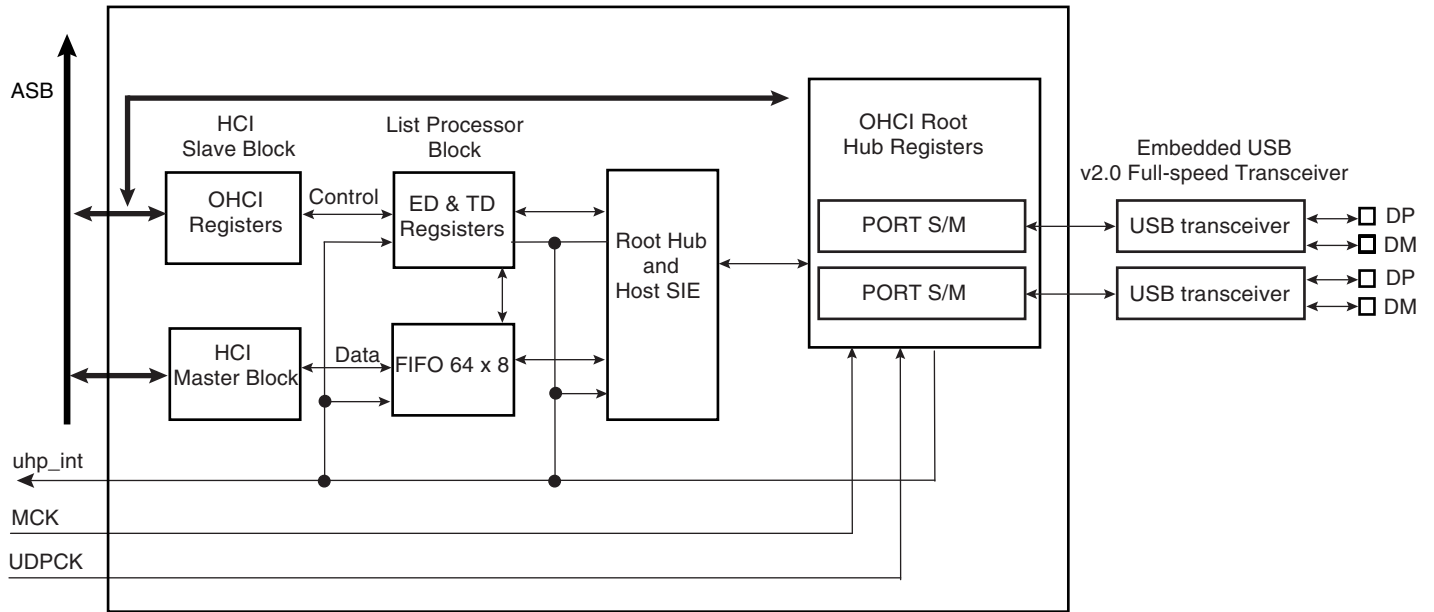 ASB
HCI
Slave Block
List Processor
Block
OHCI
Registers
Control
ED & TD
Regsisters
Root Hub
and
Host SIE
OHCI Root
Hub Registers
PORT S/M
PORT S/M
Embedded USB
v2.0 Full-speed Transceiver
USB transceiver
DP
DM
USB transceiver
DP
DM
HCI
Master Block
Data
FIFO 64 x 8
uhp_int
MCK
UDPCK